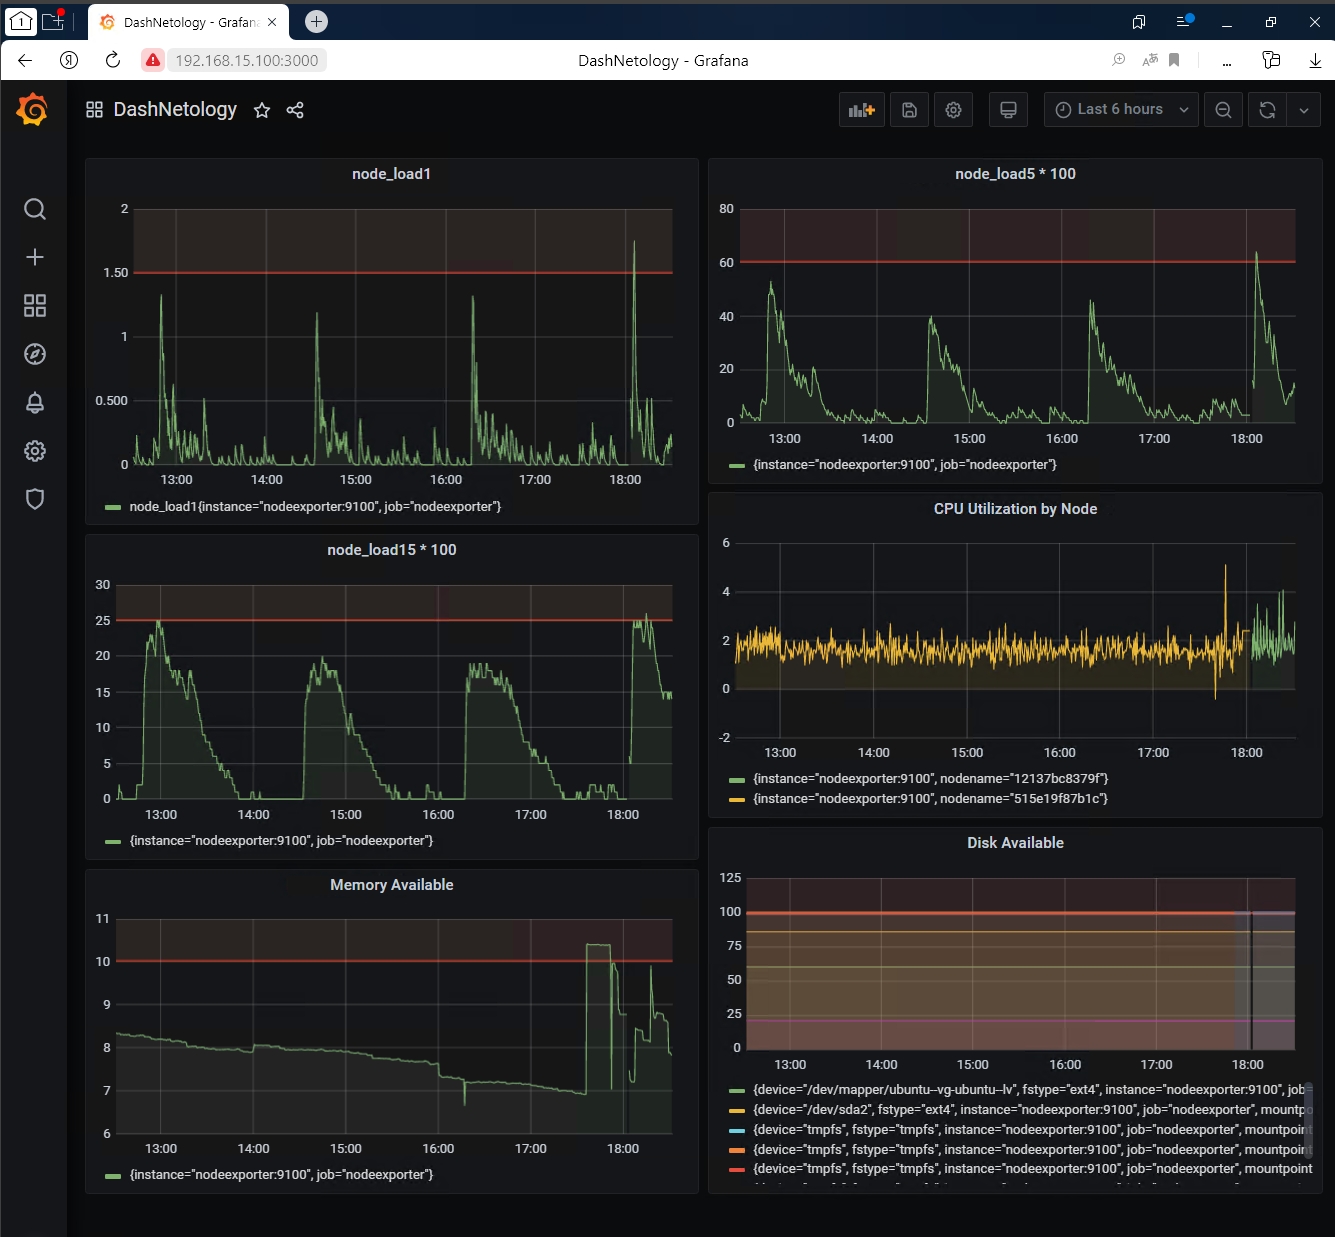 1
DashNetology - Grafana
192.168.15.100:3000
DashNetology - Grafana
DashNetology
Last 6 hours
node_load1
2
1.50
1
0.500
0
13:00 14:00 15:00 16:00 17:00 18:00
node_load1{instance="nodeexporter:9100", job="nodeexporter"}
node_load5 * 100
80
60
40
20
0
13:00 14:00 15:00 16:00 17:00 18:00
{instance="nodeexporter:9100", job="nodeexporter"}
node_load15 * 100
30
25
20
15
10
5
0
13:00 14:00 15:00 16:00 17:00 18:00
{instance="nodeexporter:9100", job="nodeexporter"}
CPU Utilization by Node
6
4
2
0
-2
13:00 14:00 15:00 16:00 17:00 18:00
{instance="nodeexporter:9100", nodename="12137bc8379f"}
{instance="nodeexporter:9100", nodename="515e19f87b1c"}
Memory Available
11
10
9
8
7
6
13:00 14:00 15:00 16:00 17:00 18:00
{instance="nodeexporter:9100", job="nodeexporter"}
Disk Available
125
100
75
50
25
0
13:00 14:00 15:00 16:00 17:00 18:00
{device="/dev/mapper/ubuntu--vg-ubuntu--lv", fstype="ext4", instance="nodeexporter:9100", job=
{device="/dev/sda2", fstype="ext4", instance="nodeexporter:9100", job="nodeexporter", mountpo
{device="tmpfs", fstype="tmpfs", instance="nodeexporter:9100", job="nodeexporter", mountpoint
{device="tmpfs", fstype="tmpfs", instance="nodeexporter:9100", job="nodeexporter", mountpoint
{device="tmpfs", fstype="tmpfs", instance="nodeexporter:9100", job="nodeexporter", mountpoint